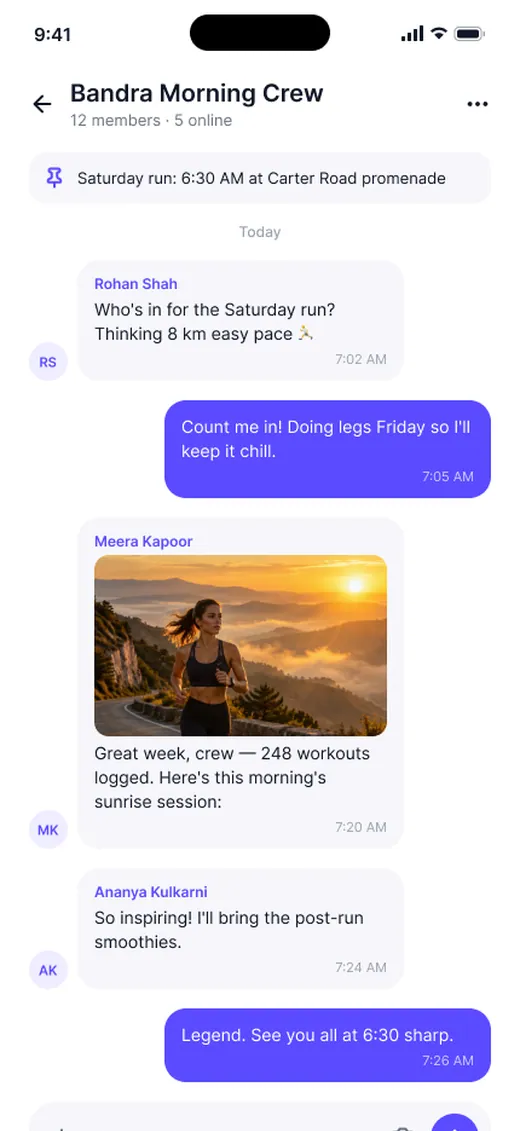 9:41
Bandra Morning Crew
12 members · 5 online
Saturday run: 6:30 AM at Carter Road promenade
Today
Rohan Shah
Who's in for the Saturday run?
Thinking 8 km easy pace 🏃
7:02 AM
RS
Count me in! Doing legs Friday so I'll
keep it chill.
7:05 AM
Meera Kapoor
Great week, crew — 248 workouts
logged. Here's this morning's
sunrise session:
7:20 AM
MK
Ananya Kulkarni
So inspiring! I'll bring the post-run
smoothies.
7:24 AM
AK
Legend. See you all at 6:30 sharp.
7:26 AM